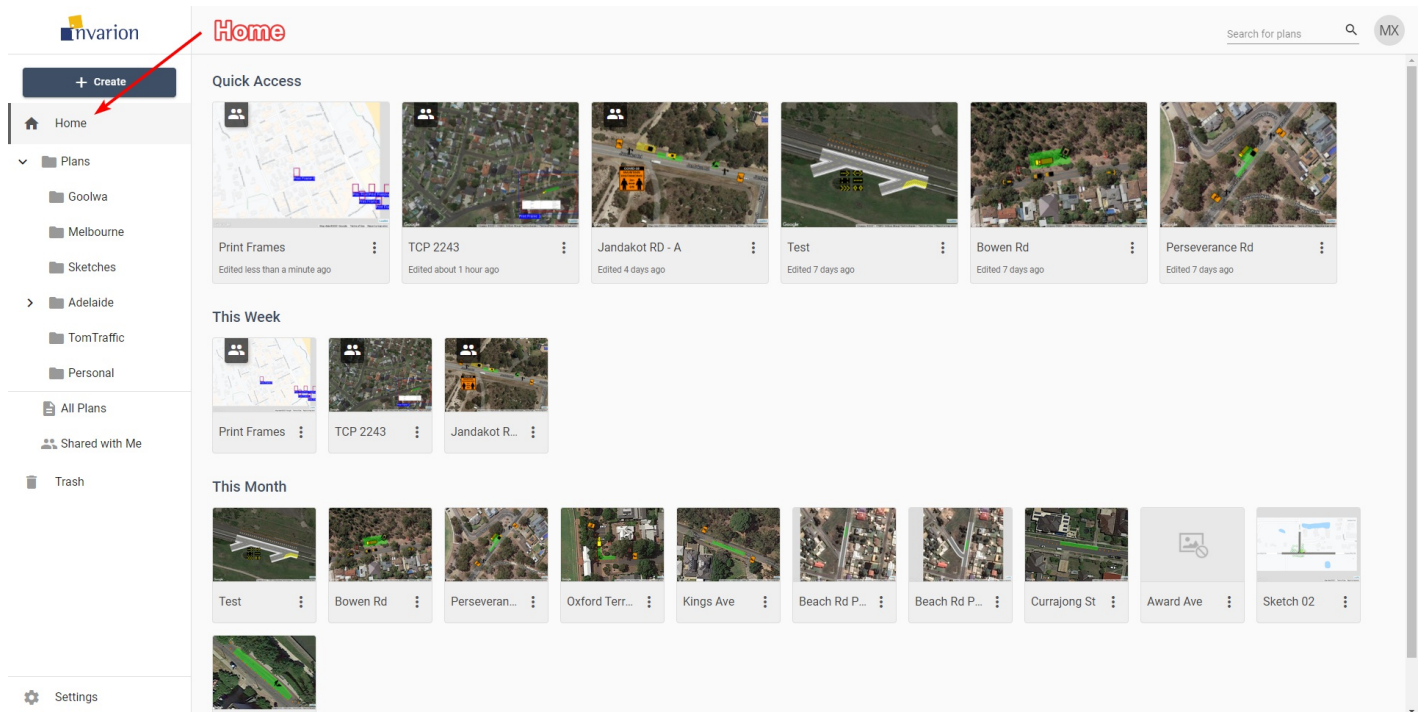 invarion
Home
Search for plans
MX
+ Create
Home
Plans
Goolwa
Melbourne
Sketches
Adelaide
TomTraffic
Personal
All Plans
Shared with Me
Trash
Settings
Quick Access
Print Frames
Edited less than a minute ago
TCP 2243
Edited about 1 hour ago
Jandakot RD - A
Edited 4 days ago
Test
Edited 7 days ago
Bowen Rd
Edited 7 days ago
Perseverance Rd
Edited 7 days ago
This Week
Print Frames
TCP 2243
Jandakot R...
This Month
Test
Bowen Rd
Perseveran...
Oxford Terr...
Kings Ave
Beach Rd P...
Beach Rd P...
Currajong St
Award Ave
Sketch 02